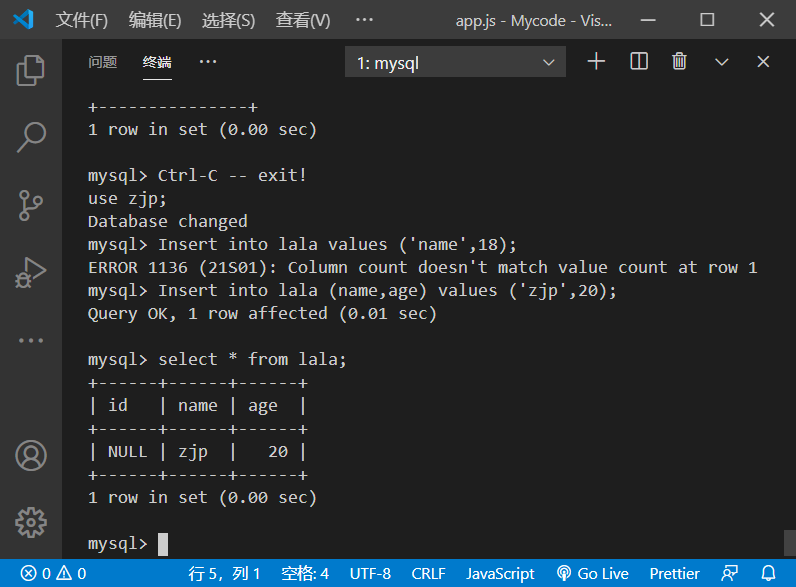 文件(F) 编辑(E) 选择(S) 查看(V) ··· app.js - Mycode - Vis...
问题 终端 ··· 1: mysql
+---------------+
1 row in set (0.00 sec)
mysql> Ctrl-C -- exit!
use zjp;
Database changed
mysql> Insert into lala values ('name',18);
ERROR 1136 (21S01): Column count doesn't match value count at row 1
mysql> Insert into lala (name,age) values ('zjp',20);
Query OK, 1 row affected (0.01 sec)
mysql> select * from lala;
+------+------+------+
| id   | name | age  |
+------+------+------+
| NULL | zjp  |   20 |
+------+------+------+
1 row in set (0.00 sec)
mysql>
0 0 行 5，列 1 空格: 4 UTF-8 CRLF JavaScript Go Live Prettier